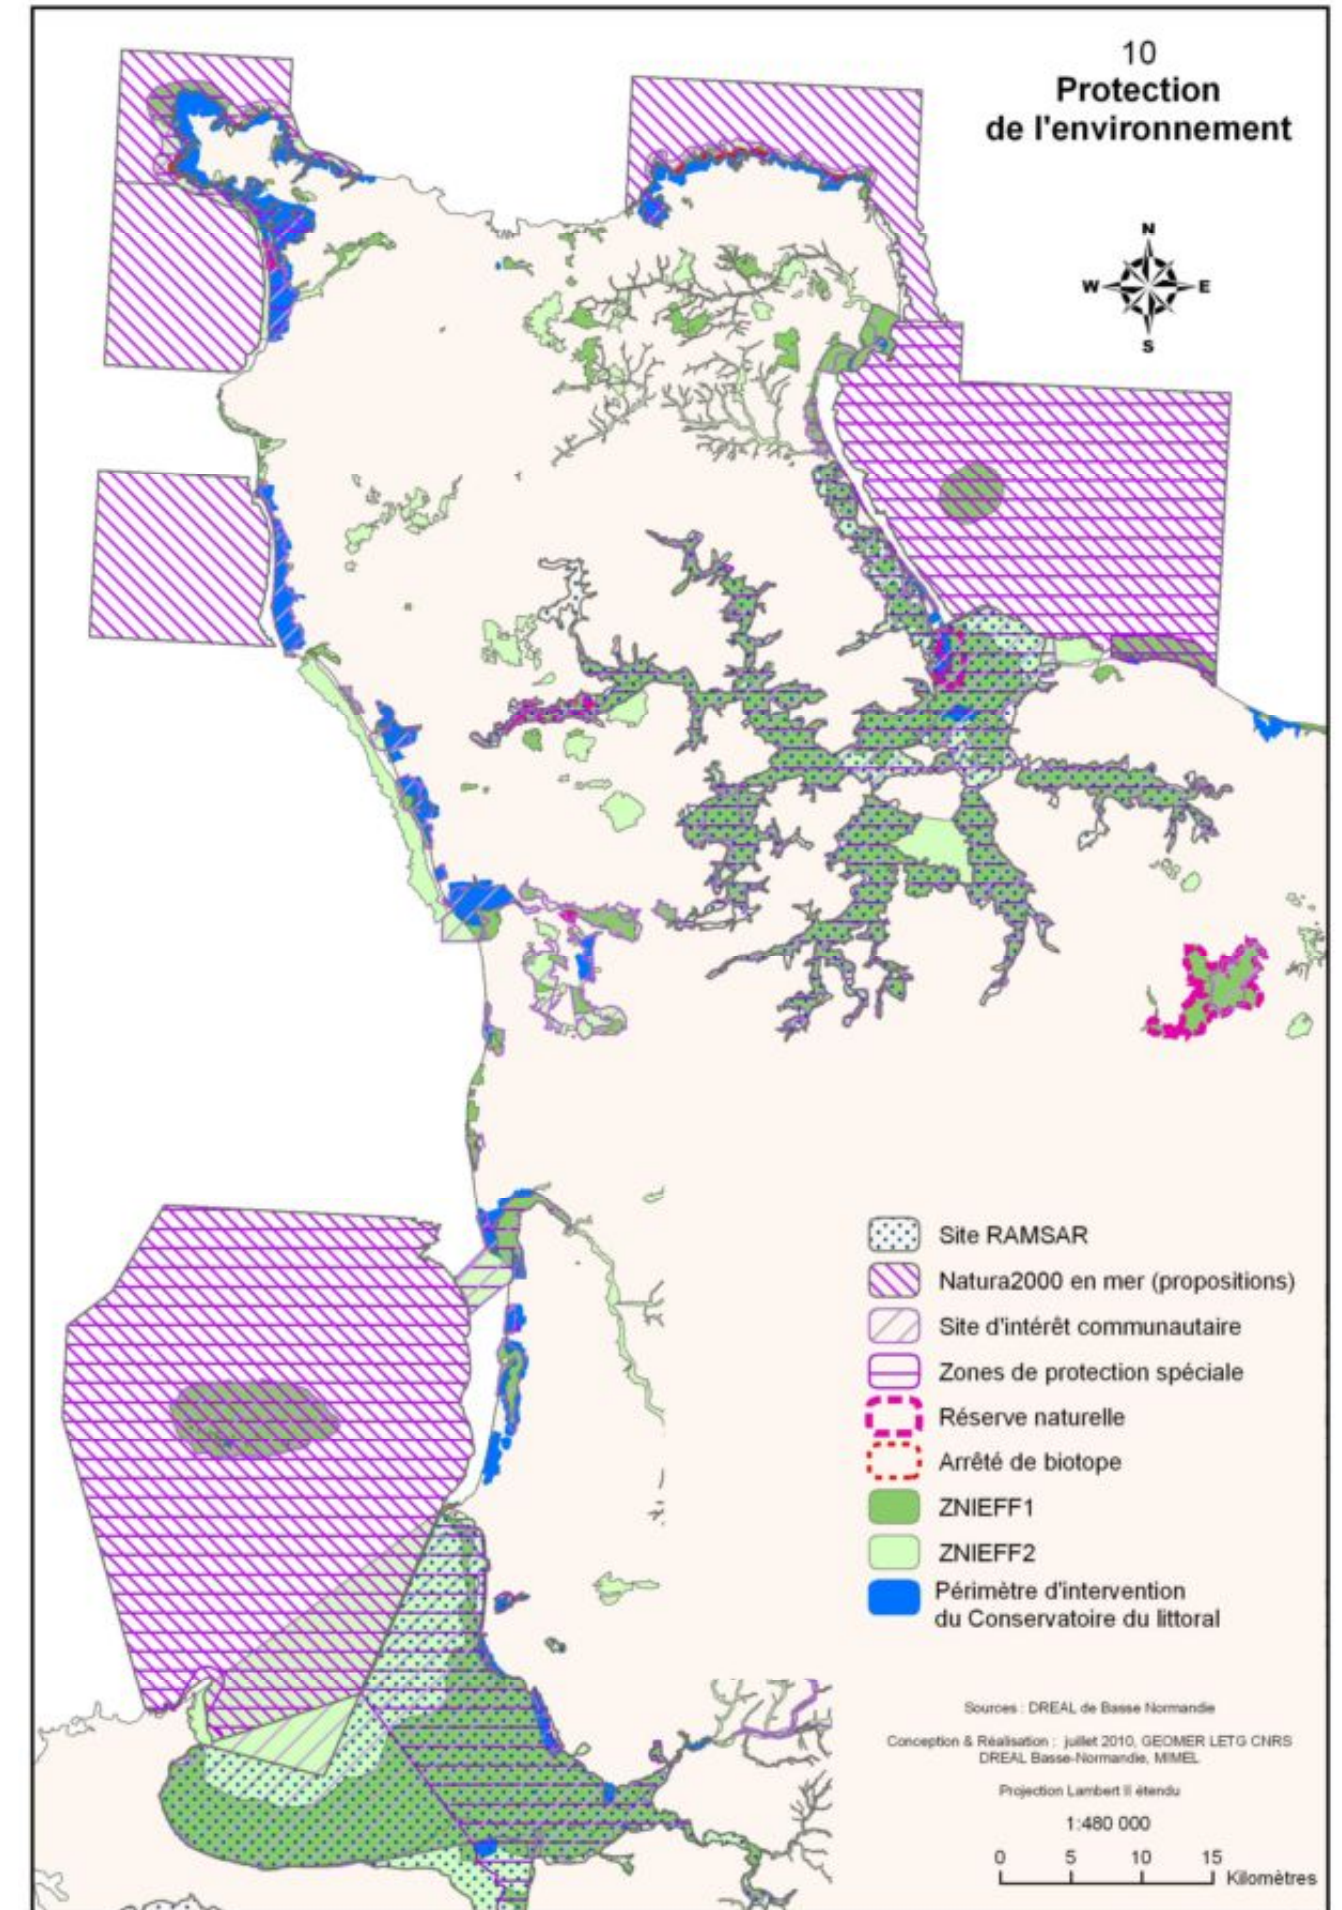 10
Protection
de l'environnement
N
W E
S
Site RAMSAR
Natura2000 en mer (propositions)
Site d'intérêt communautaire
Zones de protection spéciale
Réserve naturelle
Arrêté de biotope
ZNIEFF1
ZNIEFF2
Périmètre d'intervention
du Conservatoire du littoral
Sources : DREAL de Basse Normandie
Conception & Réalisation : juillet 2010, GEOMER LETG CNRS
DREAL Basse-Normandie, MIMEL
Projection Lambert II étendu
1:480 000
0 5 10 15
Kilomètres